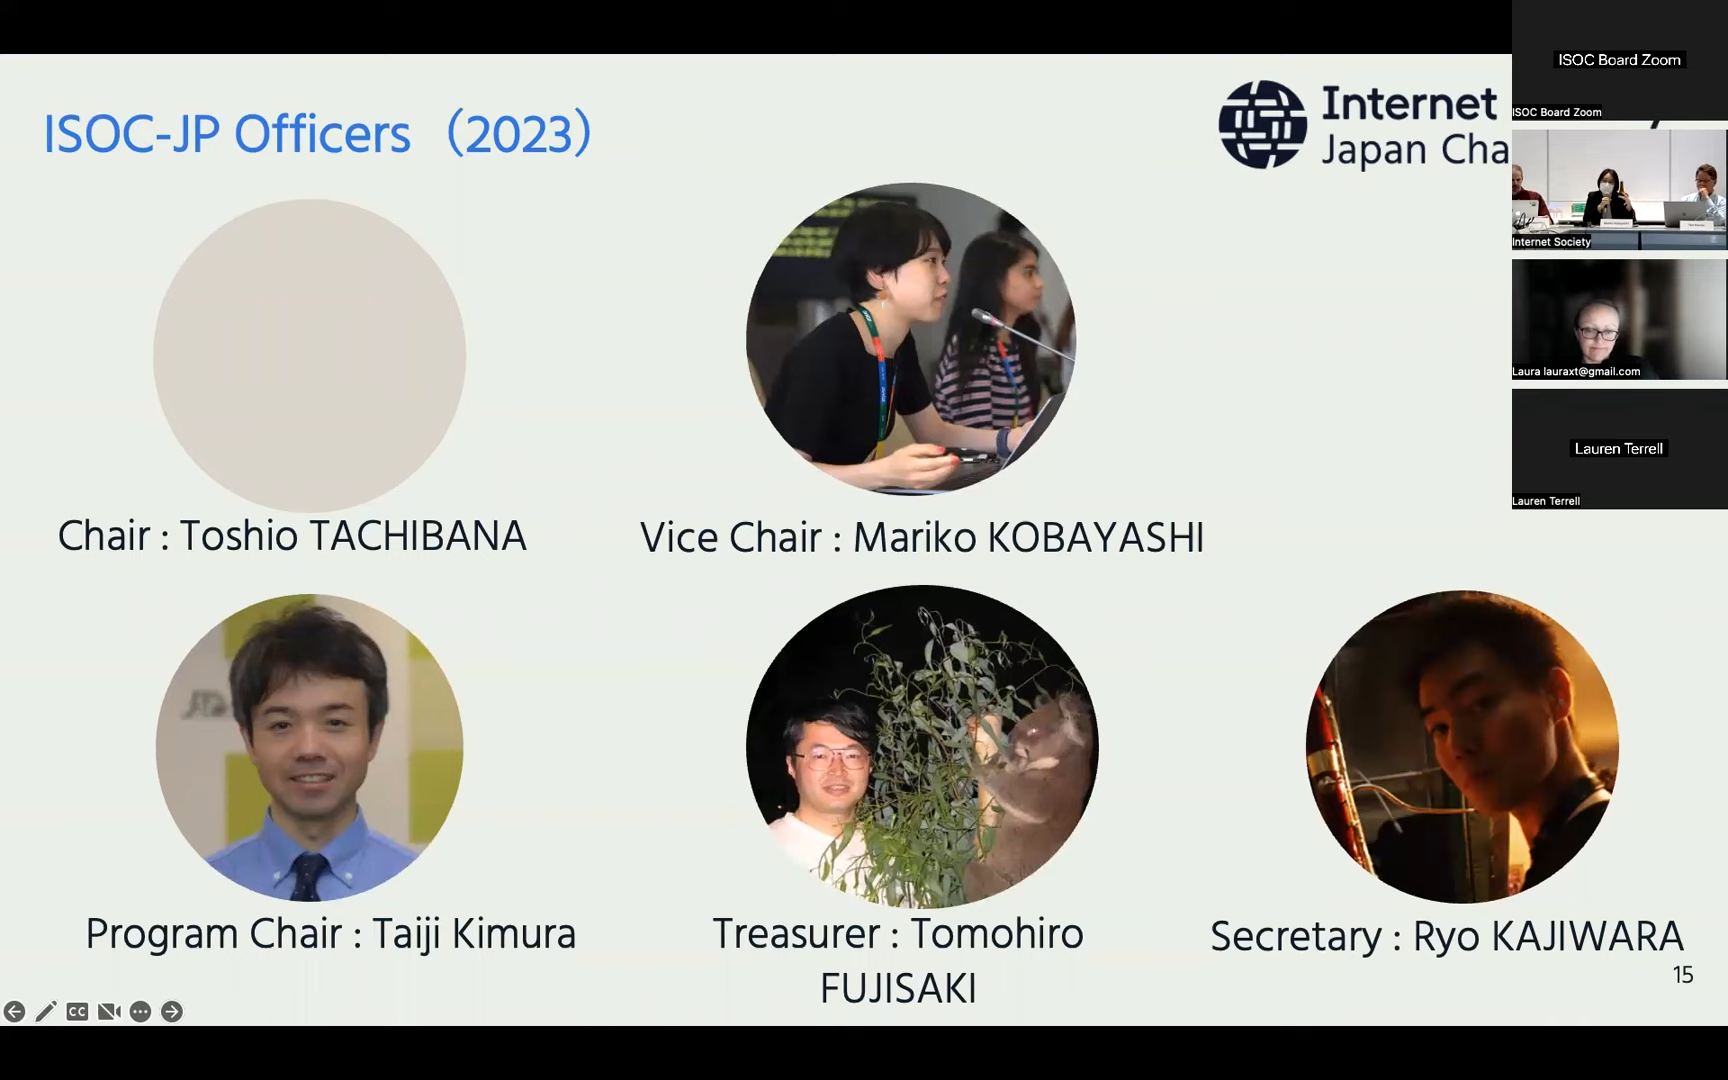 ISOC-JP Officers（2023）
Internet
Japan Cha
Chair : Toshio TACHIBANA
Vice Chair : Mariko KOBAYASHI
Program Chair : Taiji Kimura
Treasurer : Tomohiro
FUJISAKI
Secretary : Ryo KAJIWARA
15
CC
ISOC Board Zoom
ISOC Board Zoom
Internet Society
Laura lauraxt@gmail.com
Lauren Terrell
Lauren Terrell